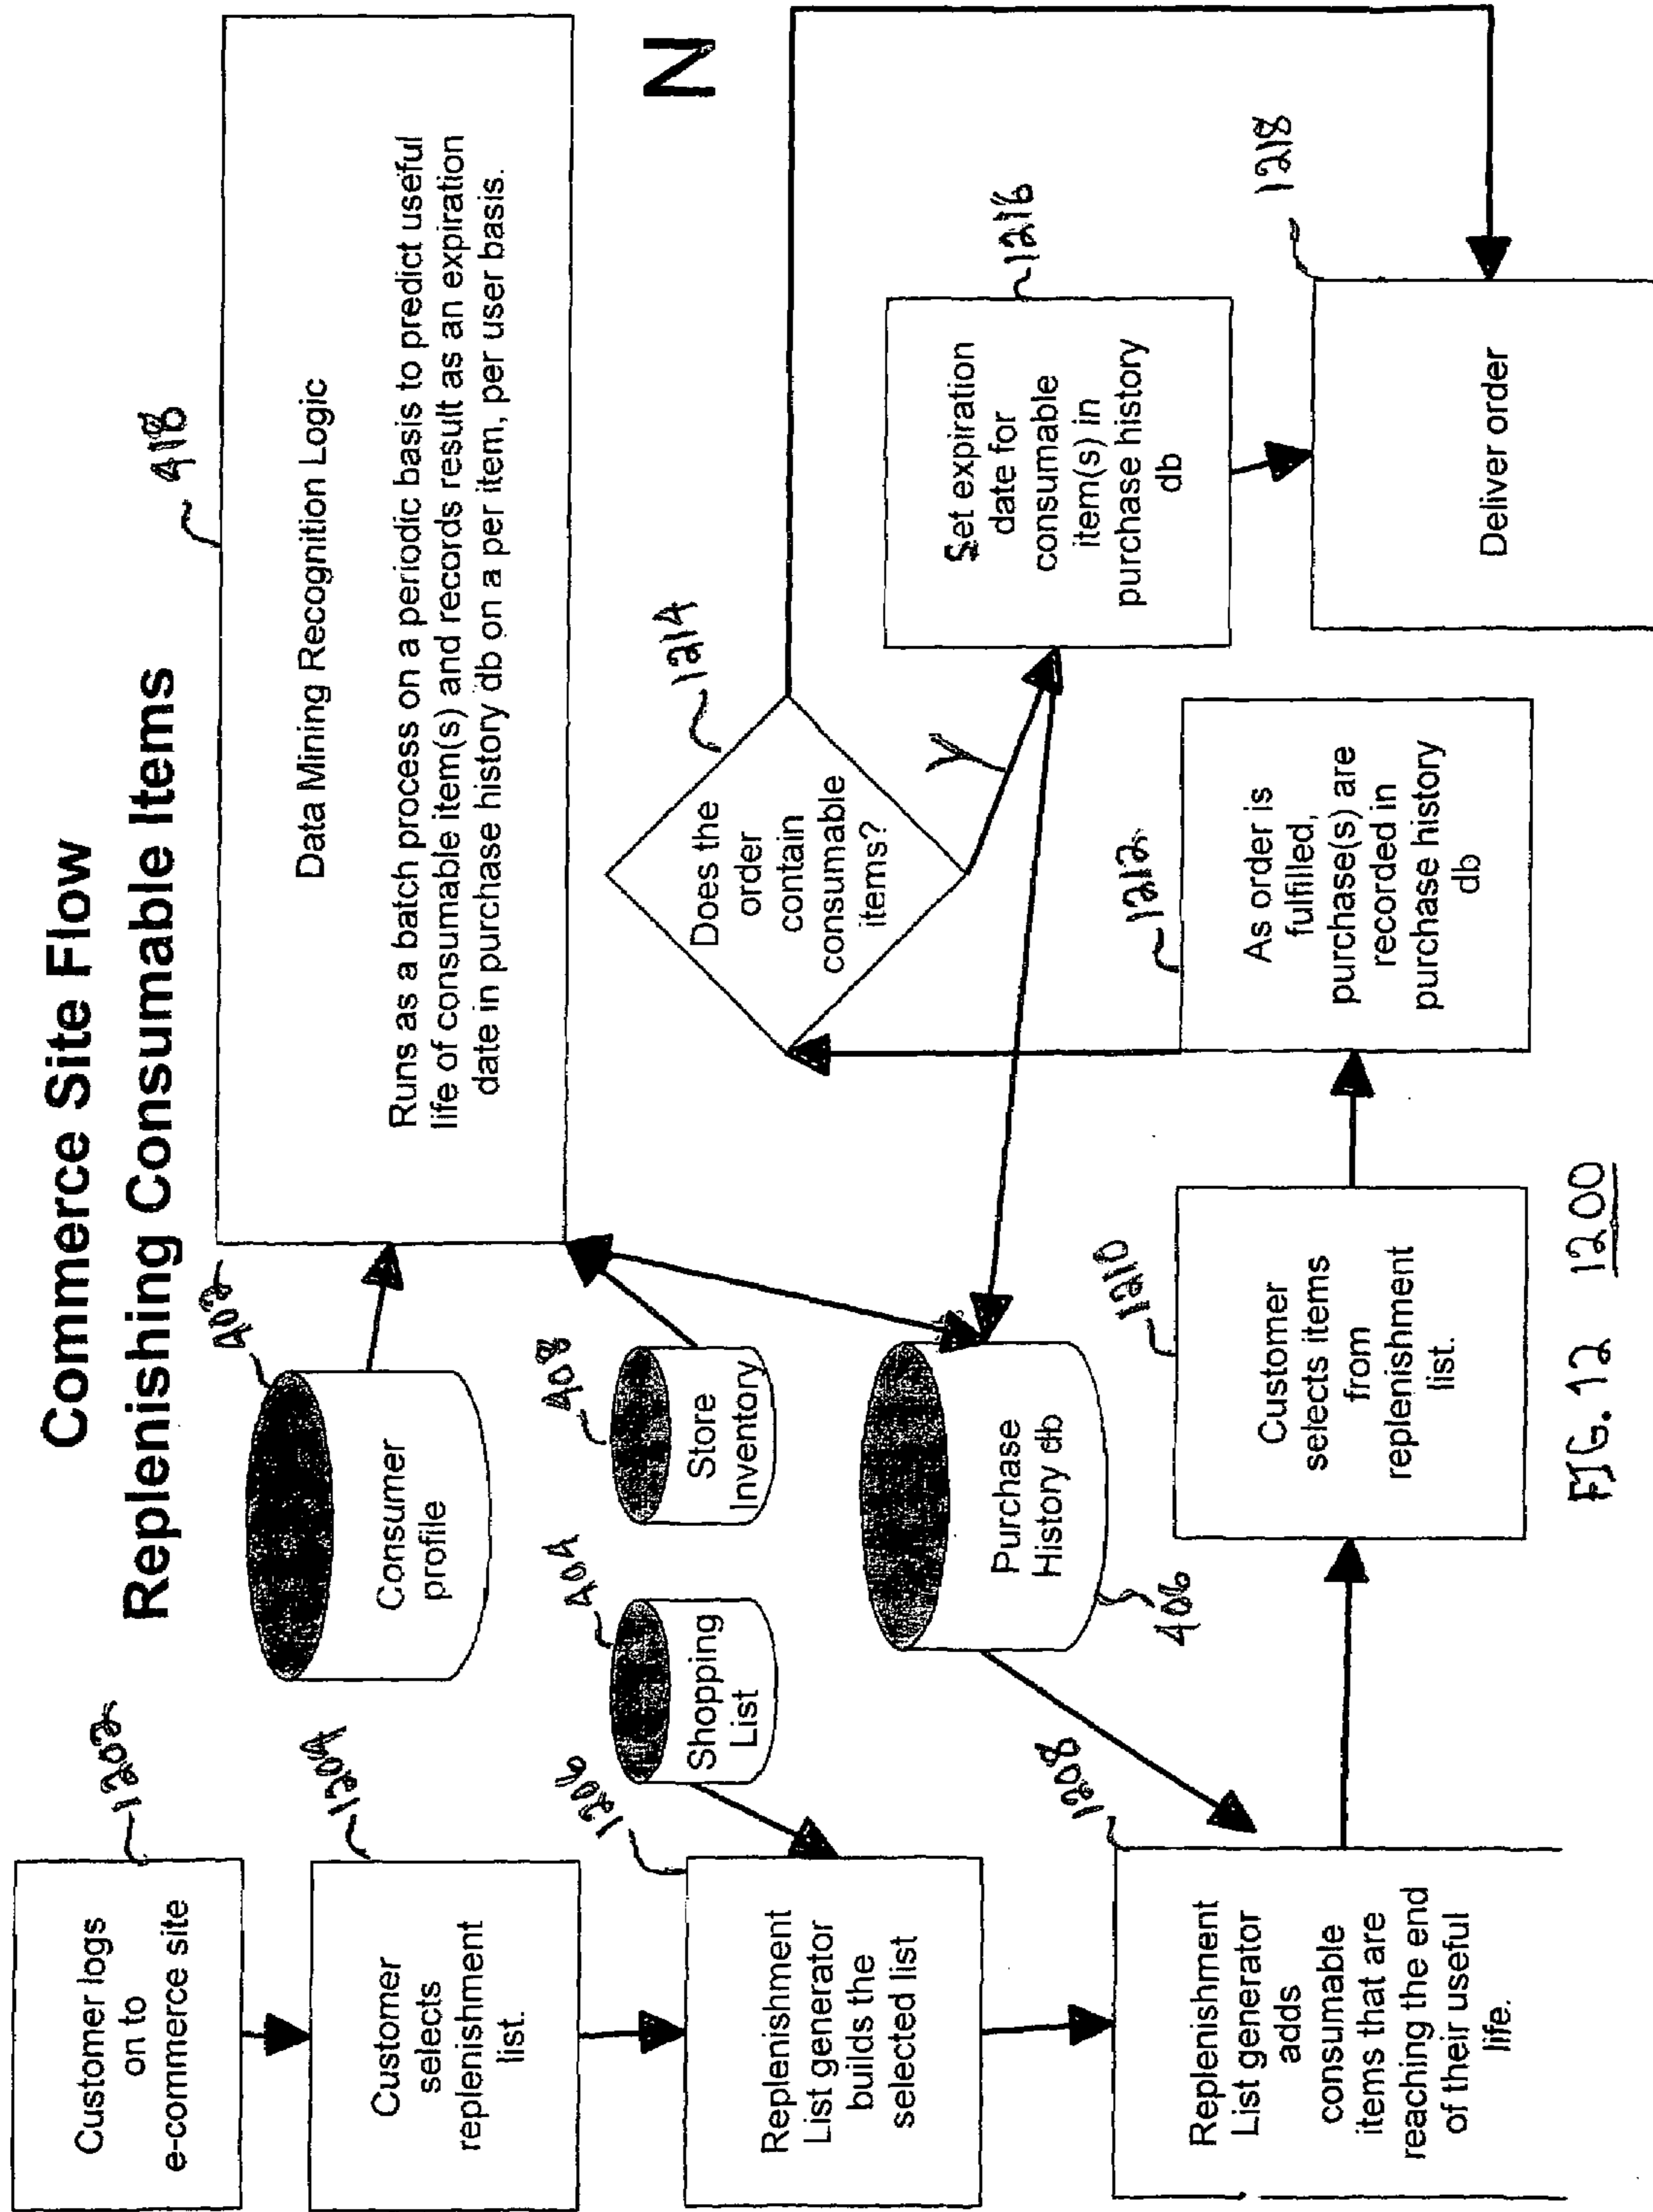 Commerce Site Flow
Replenishing Consumable Items
Customer logs
on to
e-commerce site
1202
Customer
selects
replenishment
list.
1204
Replenishment
List generator
builds the
selected list
1206
Replenishment
List generator
adds
consumable
items that are
reaching the end
of their useful
life.
1208
Consumer
profile
402
Shopping
List
404
Store
Inventory
408
Purchase
History db
406
Customer
selects items
from
replenishment
list.
1210
Data Mining Recognition Logic
Runs as a batch process on a periodic basis to predict useful
life of consumable item(s) and records result as an expiration
date in purchase history db on a per item, per user basis.
418
As order is
fulfilled,
purchase(s) are
recorded in
purchase history
db
1212
Does the
order
contain
consumable
items?
1214
Y
N
Set expiration
date for
consumable
item(s) in
purchase history
db
1216
Deliver order
1218
FIG. 12 1200